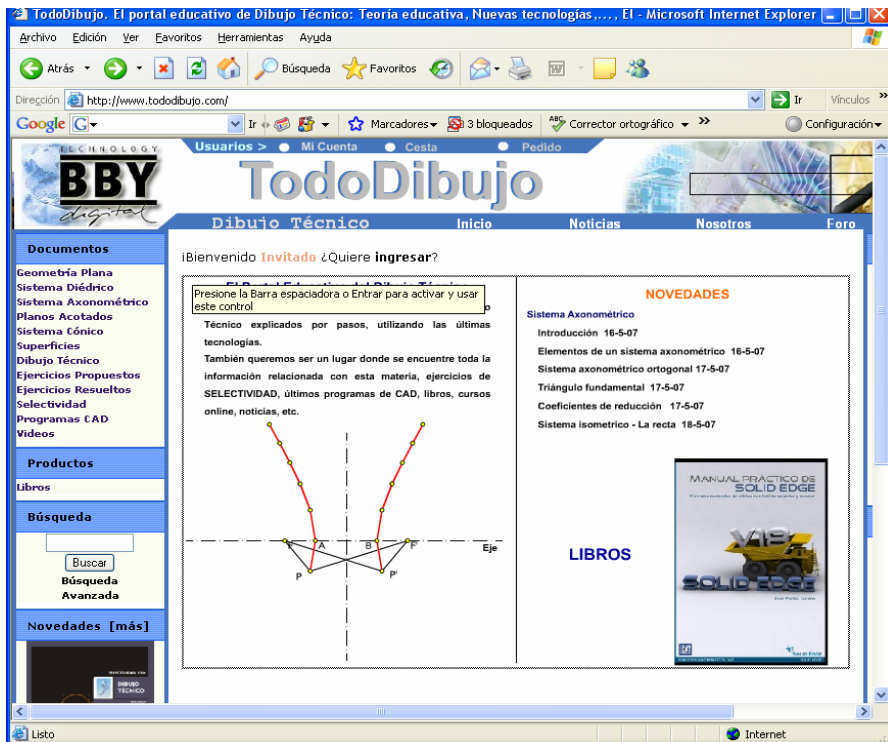 TodoDibujo. El portal educativo de Dibujo Técnico: Teoría educativa, Nuevas tecnologías,..., El - Microsoft Internet Explorer
Archivo Edición Ver Favoritos Herramientas Ayuda
Atrás Búsqueda Favoritos
Dirección http://www.tododibujo.com/ Ir Vínculos »
Google G Ir Marcadores 3 bloqueados ABC Corrector ortográfico » Configuración
TECHNOLOGY
BBY
digital
Usuarios > Mi Cuenta Cesta Pedido
TodoDibujo
Dibujo Técnico Inicio Noticias Nosotros Foro
Documentos
Geometría Plana
Sistema Diédrico
Sistema Axonométrico
Planos Acotados
Sistema Cónico
Superficies
Dibujo Técnico
Ejercicios Propuestos
Ejercicios Resueltos
Selectividad
Programas CAD
Videos
Productos
Libros
Búsqueda
Buscar
Búsqueda
Avanzada
Novedades [más]
DIBUJO
TÉCNICO
¡Bienvenido Invitado ¿Quiere ingresar?
El Portal Educativo del Dibujo Técnico
Presione la Barra espaciadora o Entrar para activar y usar
este control
Técnico explicados por pasos, utilizando las últimas
tecnologías.
También queremos ser un lugar donde se encuentre toda la
información relacionada con esta materia, ejercicios de
SELECTIVIDAD, últimos programas de CAD, libros, cursos
online, noticias, etc.
A B F' Eje
P P'
NOVEDADES
Sistema Axonométrico
Introducción 16-5-07
Elementos de un sistema axonométrico 16-5-07
Sistema axonométrico ortogonal 17-5-07
Triángulo fundamental 17-5-07
Coeficientes de reducción 17-5-07
Sistema isometrico - La recta 18-5-07
LIBROS
MANUAL PRÁCTICO DE
SOLID EDGE
V18
SOLID EDGE
SOLID EDGE
Listo Internet